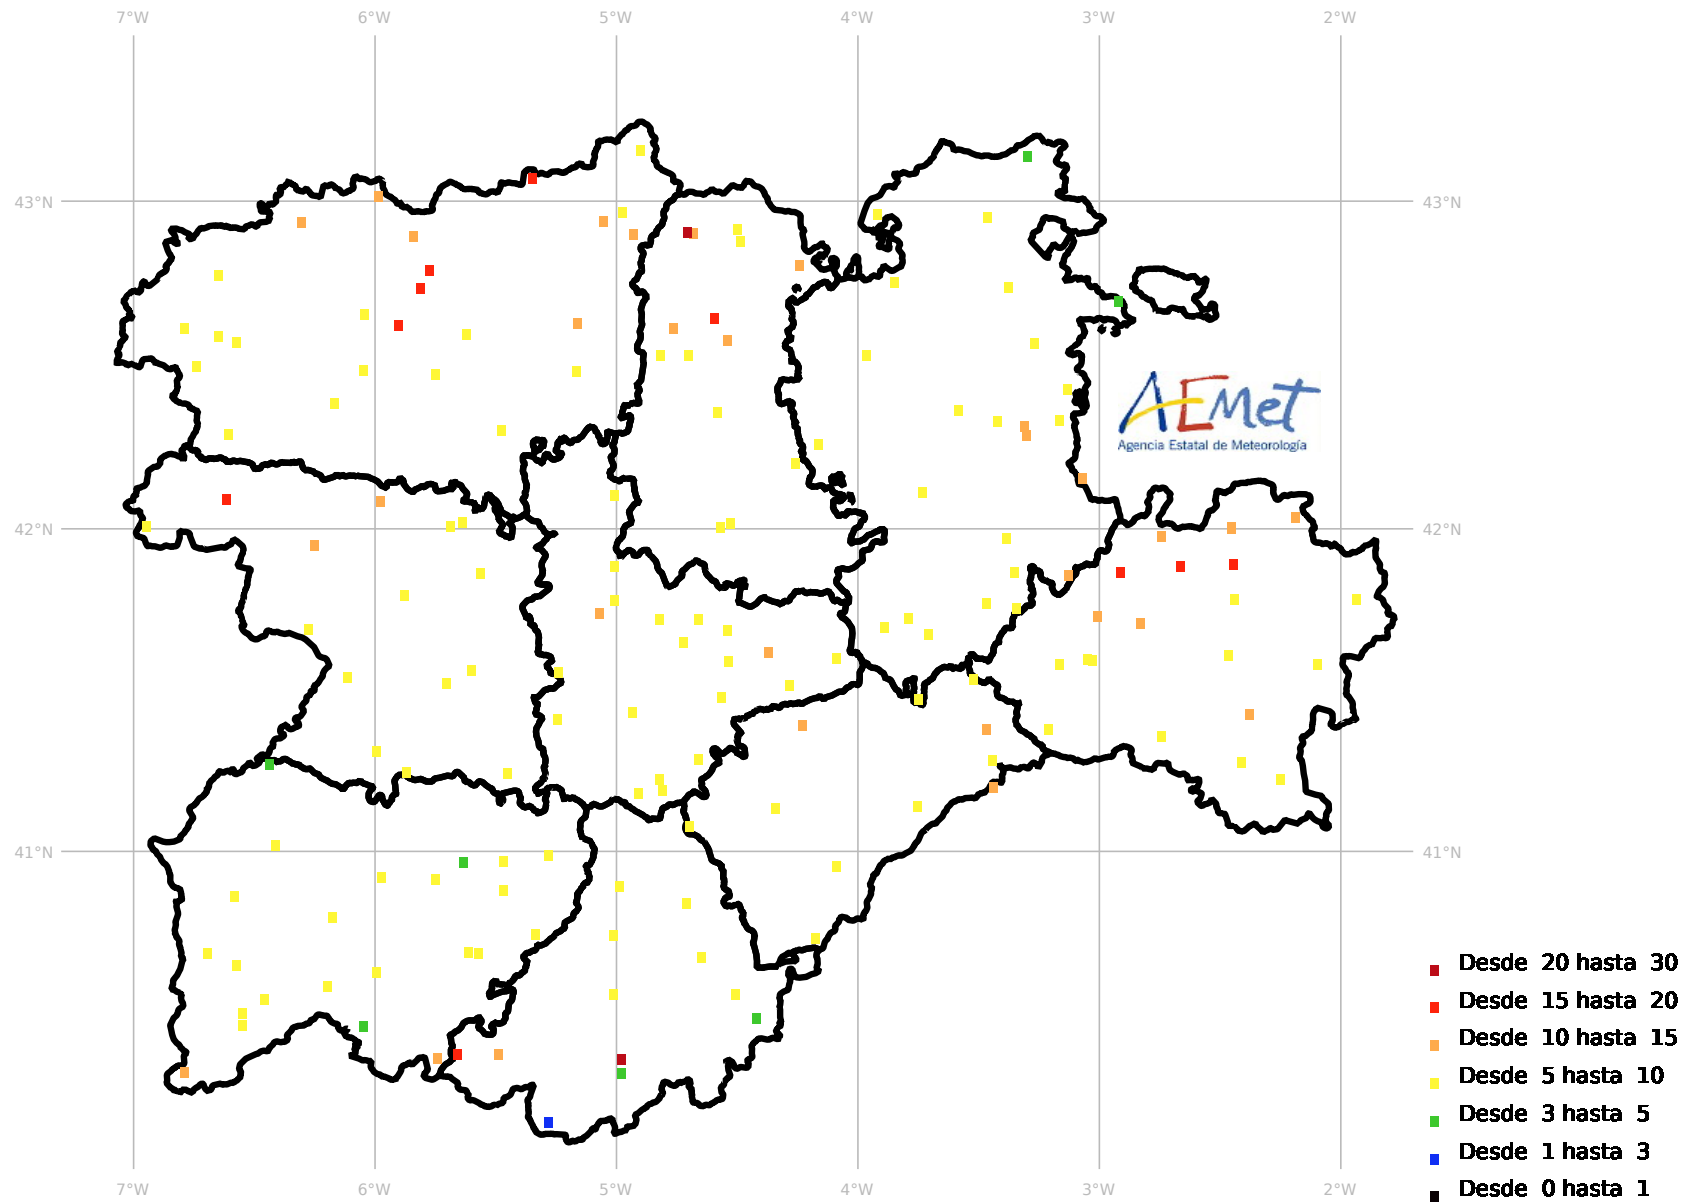 7°W 6°W 5°W 4°W 3°W 2°W
43°N 43°N
AEMet
Agencia Estatal de Meteorología
42°N 42°N
41°N 41°N
Desde 20 hasta 30
Desde 15 hasta 20
Desde 10 hasta 15
Desde 5 hasta 10
Desde 3 hasta 5
Desde 1 hasta 3
Desde 0 hasta 1
7°W 6°W 5°W 4°W 3°W 2°W